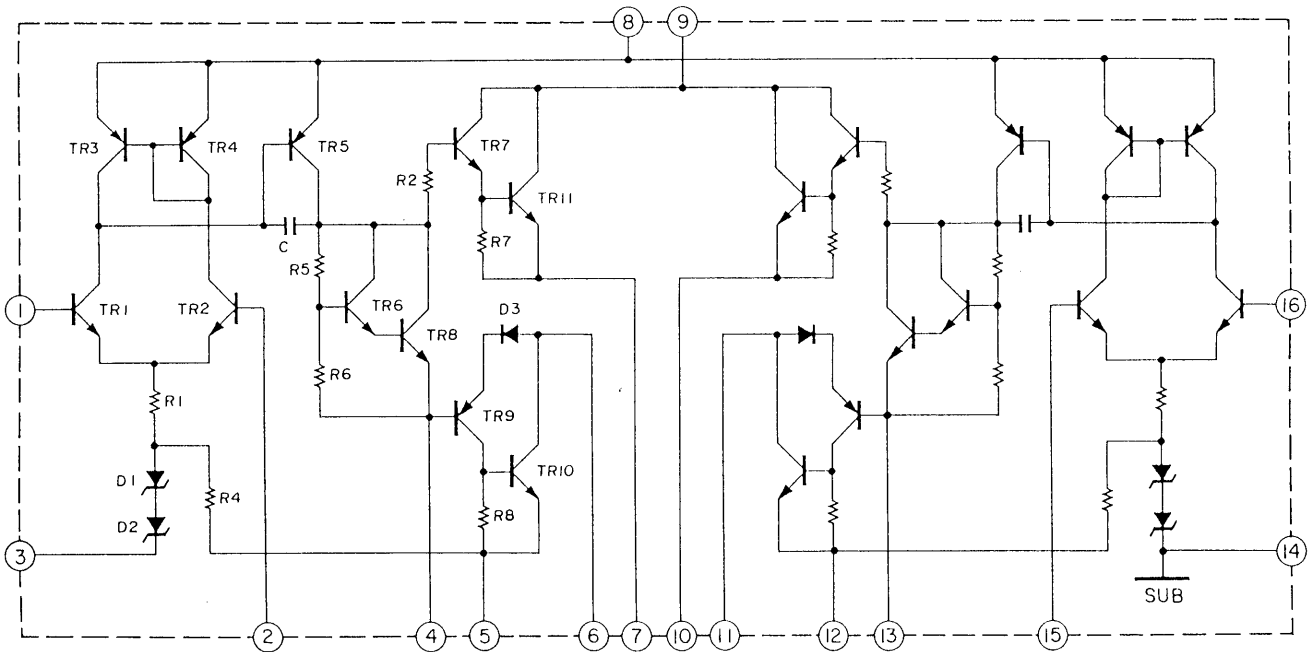 8 9
TR3 TR4 TR5 TR7
R2 TR11
C R7
R5
1 TR1 TR2 TR6 D3 16
TR8
R6
R1 TR9
D1 R4 TR10
D2 R8
3 14
SUB
2 4 5 6 7 10 11 12 13 15